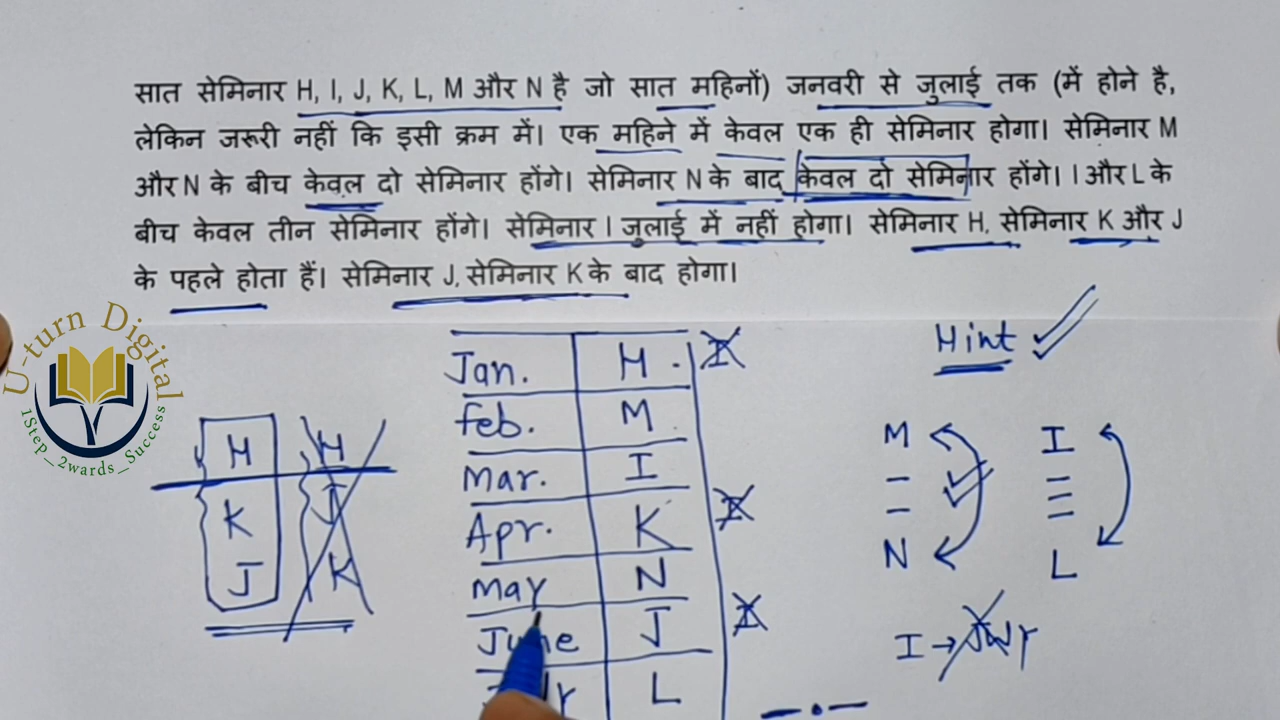 सात सेमिनार H, I, J, K, L, M और N है जो सात महिनों) जनवरी से जुलाई तक (में होने है,
लेकिन जरूरी नहीं कि इसी क्रम में। एक महिने में केवल एक ही सेमिनार होगा। सेमिनार M
और N के बीच केवल दो सेमिनार होंगे। सेमिनार N के बाद केवल दो सेमिनार होंगे। I और L के
बीच केवल तीन सेमिनार होंगे। सेमिनार I जुलाई में नहीं होगा। सेमिनार H, सेमिनार K और J
के पहले होता हैं। सेमिनार J, सेमिनार K के बाद होगा।
U-turn Digital
1Step_2wards_Success
Hint
Jan. H . I
feb. M
Mar. I
Apr. K I
May N
June J I
L
H H
K J
J K
M I
N L
I → July